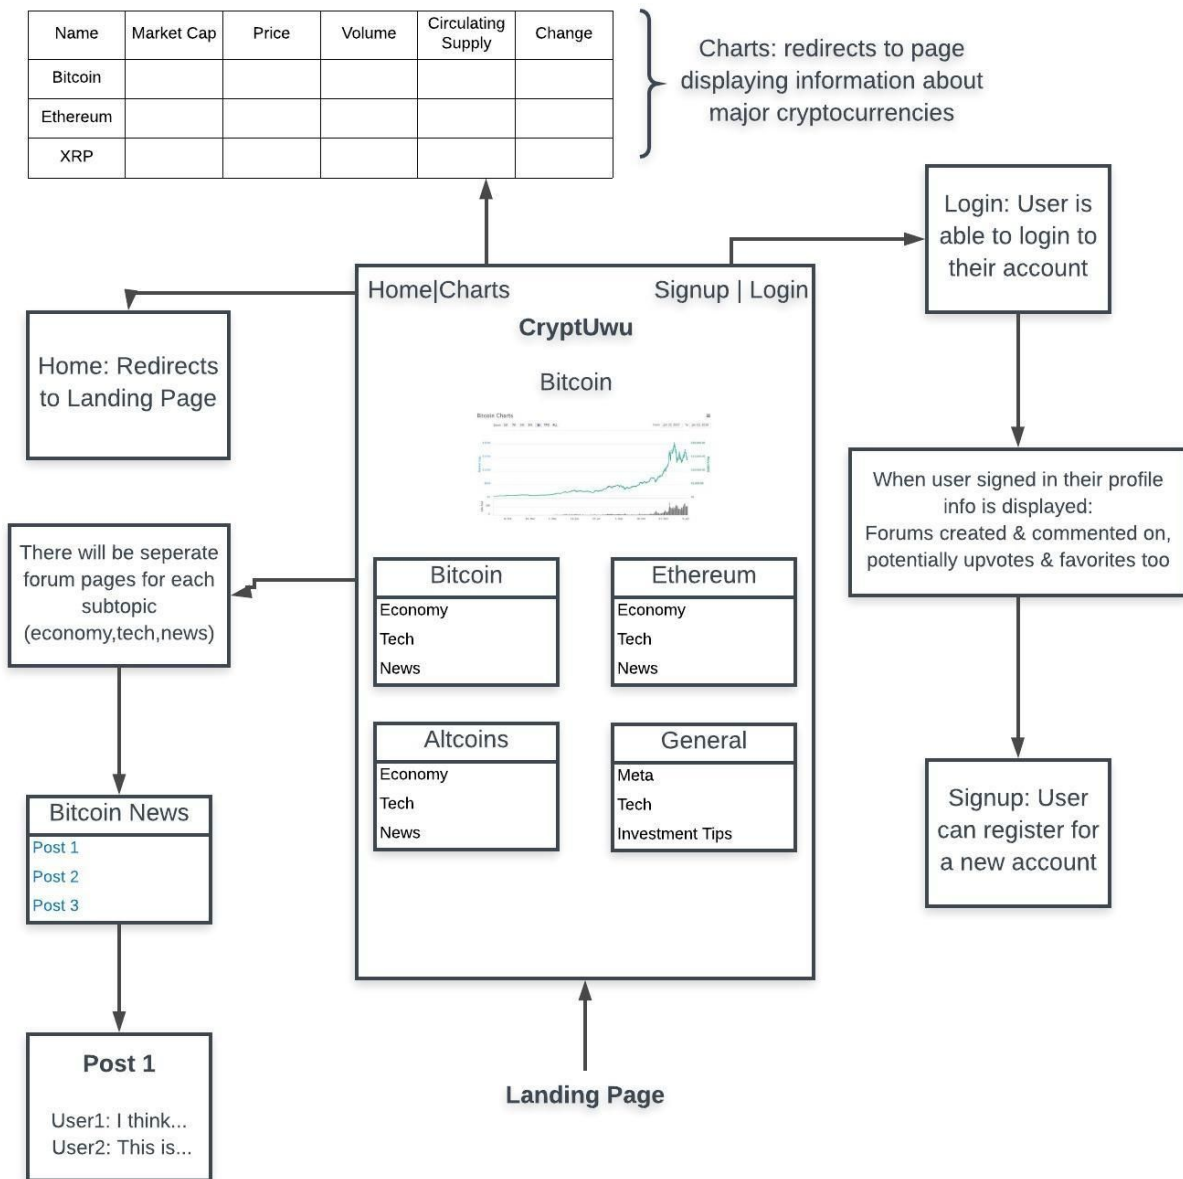 Name Market Cap Price Volume Circulating Supply Change
Bitcoin
Ethereum
XRP
Charts: redirects to page
displaying information about
major cryptocurrencies
Login: User is
able to login to
their account
Home|Charts Signup | Login
CryptUwu
Home: Redirects
to Landing Page
Bitcoin
Bitcoin Charts
When user signed in their profile
info is displayed:
Forums created & commented on,
potentially upvotes & favorites too
There will be seperate
forum pages for each
subtopic
(economy,tech,news)
Bitcoin
Economy
Tech
News
Ethereum
Economy
Tech
News
Altcoins
Economy
Tech
News
General
Meta
Tech
Investment Tips
Signup: User
can register for
a new account
Bitcoin News
Post 1
Post 2
Post 3
Post 1
User1: I think...
User2: This is...
Landing Page